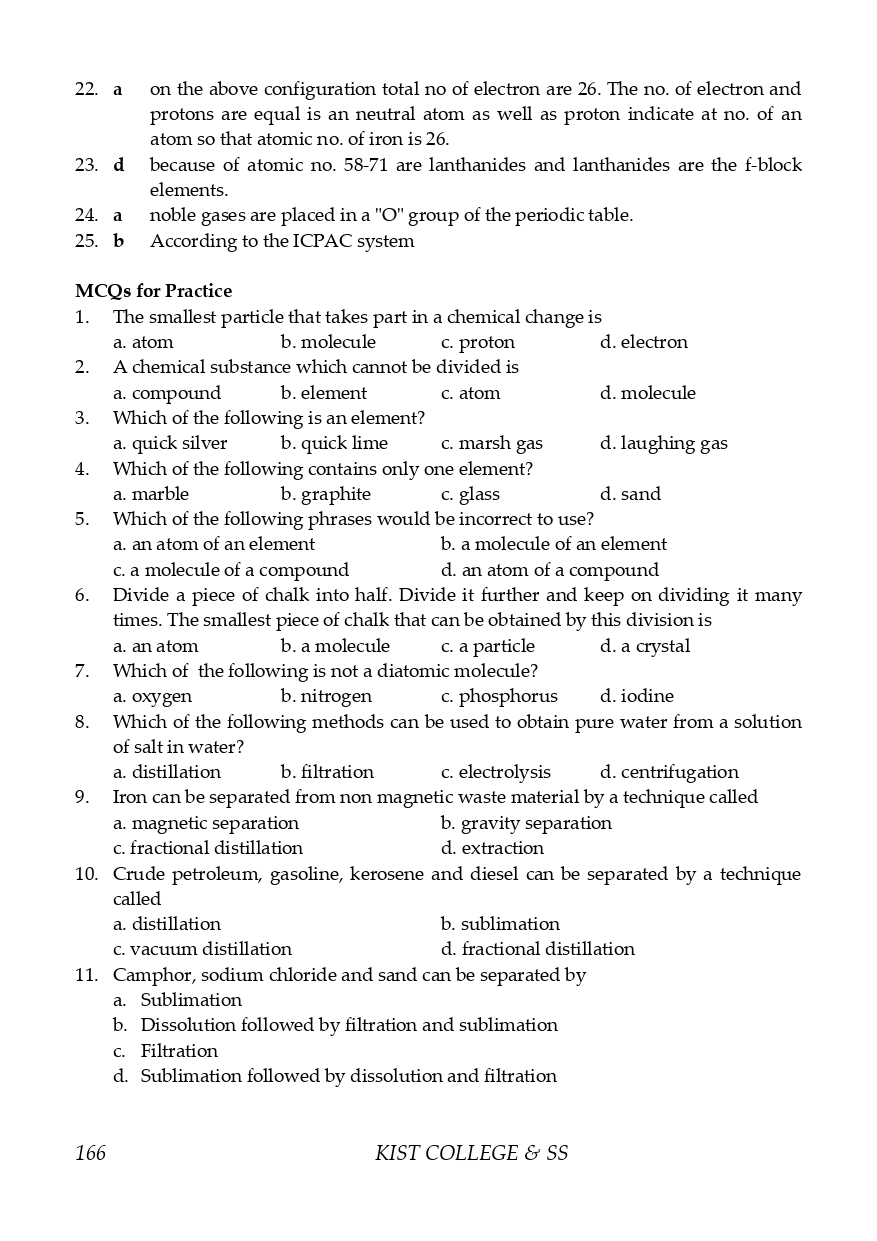 22. a on the above configuration total no of electron are 26. The no. of electron and
protons are equal is an neutral atom as well as proton indicate at no. of an
atom so that atomic no. of iron is 26.
23. d because of atomic no. 58-71 are lanthanides and lanthanides are the f-block
elements.
24. a noble gases are placed in a "O" group of the periodic table.
25. b According to the ICPAC system
MCQs for Practice
1. The smallest particle that takes part in a chemical change is
a. atom b. molecule c. proton d. electron
2. A chemical substance which cannot be divided is
a. compound b. element c. atom d. molecule
3. Which of the following is an element?
a. quick silver b. quick lime c. marsh gas d. laughing gas
4. Which of the following contains only one element?
a. marble b. graphite c. glass d. sand
5. Which of the following phrases would be incorrect to use?
a. an atom of an element b. a molecule of an element
c. a molecule of a compound d. an atom of a compound
6. Divide a piece of chalk into half. Divide it further and keep on dividing it many
times. The smallest piece of chalk that can be obtained by this division is
a. an atom b. a molecule c. a particle d. a crystal
7. Which of the following is not a diatomic molecule?
a. oxygen b. nitrogen c. phosphorus d. iodine
8. Which of the following methods can be used to obtain pure water from a solution
of salt in water?
a. distillation b. filtration c. electrolysis d. centrifugation
9. Iron can be separated from non magnetic waste material by a technique called
a. magnetic separation b. gravity separation
c. fractional distillation d. extraction
10. Crude petroleum, gasoline, kerosene and diesel can be separated by a technique
called
a. distillation b. sublimation
c. vacuum distillation d. fractional distillation
11. Camphor, sodium chloride and sand can be separated by
a. Sublimation
b. Dissolution followed by filtration and sublimation
c. Filtration
d. Sublimation followed by dissolution and filtration
166 KIST COLLEGE & SS